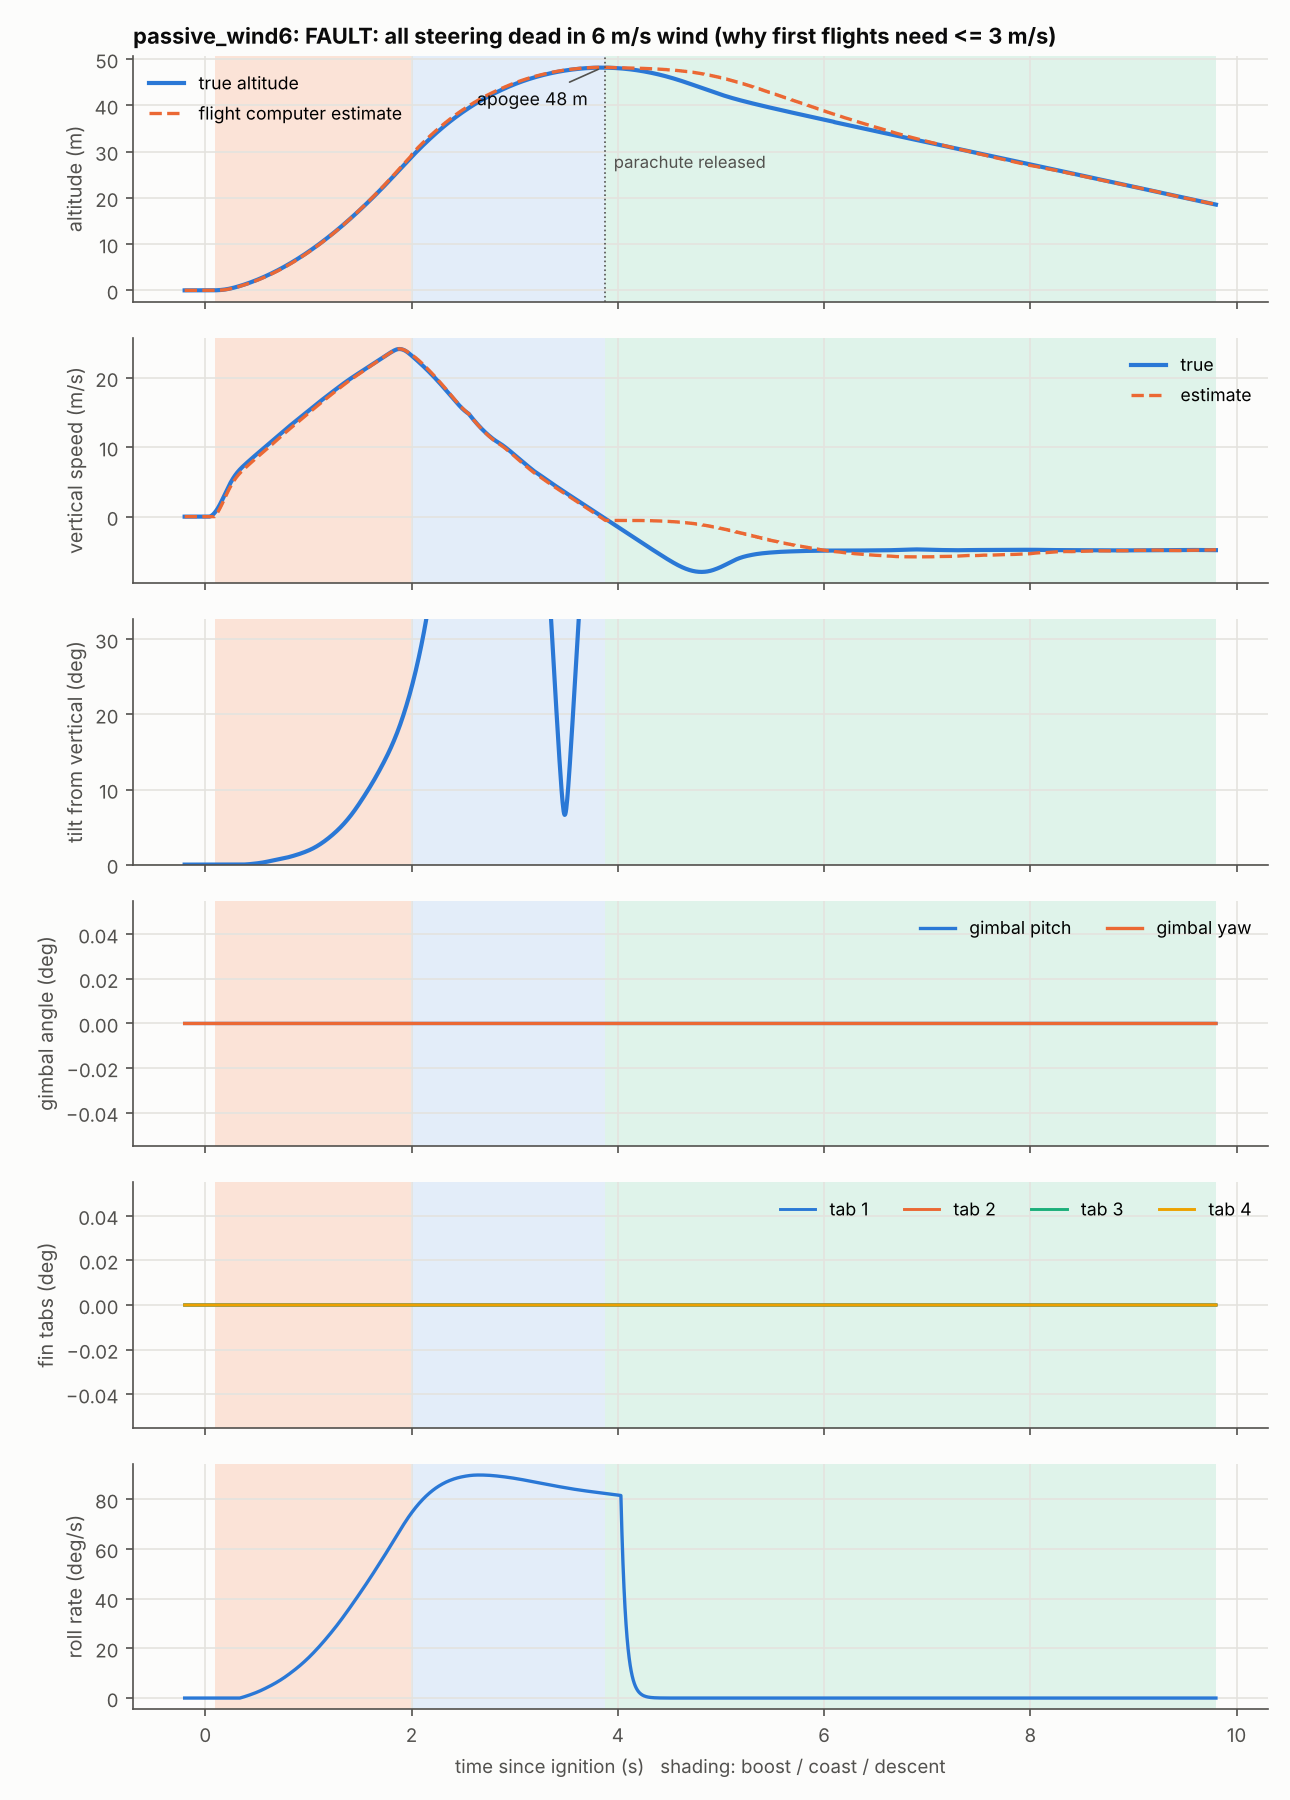 passive_wind6: FAULT: all steering dead in 6 m/s wind (why first flights need <= 3 m/s)
altitude (m)
50
40
30
20
10
0
true altitude
flight computer estimate
apogee 48 m
parachute released
vertical speed (m/s)
20
10
0
true
estimate
tilt from vertical (deg)
30
20
10
0
gimbal angle (deg)
0.04
0.02
0.00
−0.02
−0.04
gimbal pitch
gimbal yaw
fin tabs (deg)
0.04
0.02
0.00
−0.02
−0.04
tab 1
tab 2
tab 3
tab 4
roll rate (deg/s)
80
60
40
20
0
0
2
4
6
8
10
time since ignition (s)   shading: boost / coast / descent